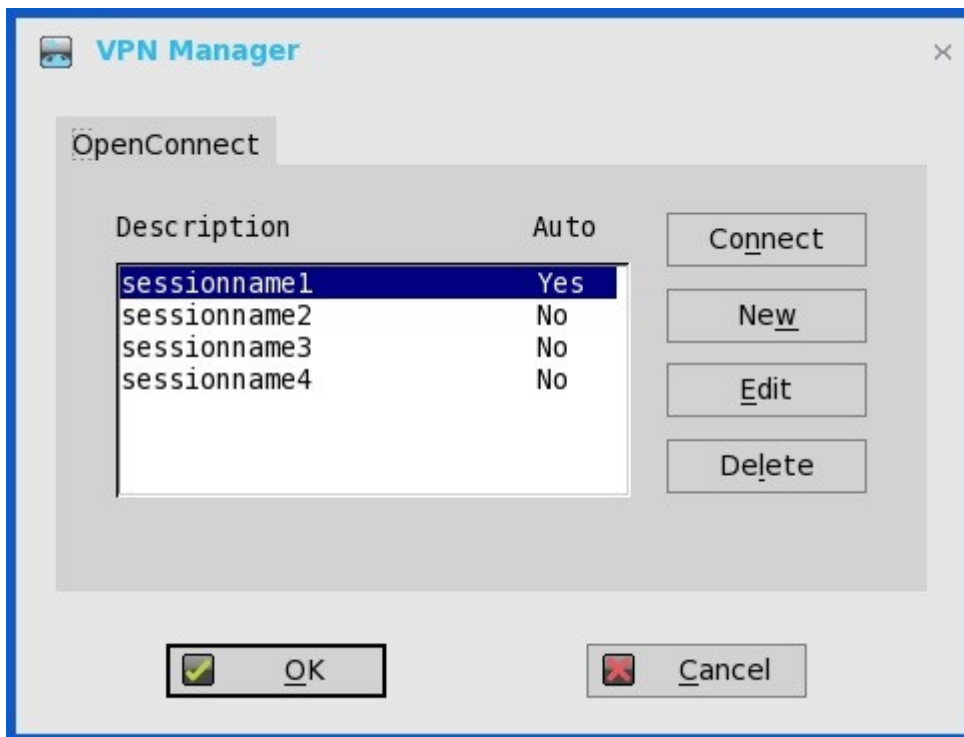 VPN Manager
OpenConnect
Description Auto
sessionname1 Yes
sessionname2 No
sessionname3 No
sessionname4 No
Connect
New
Edit
Delete
OK
Cancel